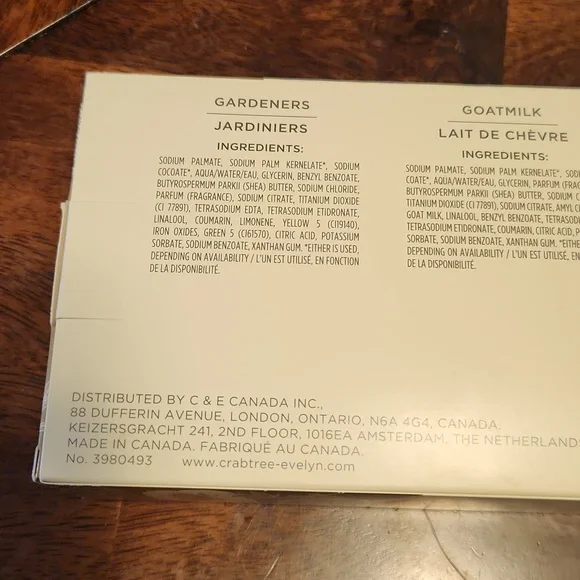 GARDENERS
JARDINIERS
INGREDIENTS:
SODIUM PALMATE, SODIUM PALM KERNELATE*, SODIUM
COCOATE*, AQUA/WATER/EAU, GLYCERIN, BENZYL BENZOATE,
BUTYROSPERMUM PARKII (SHEA) BUTTER, SODIUM CHLORIDE,
PARFUM (FRAGRANCE), SODIUM CITRATE, TITANIUM DIOXIDE
(CI 77891), TETRASODIUM EDTA, TETRASODIUM ETIDRONATE,
LINALOOL, COUMARIN, LIMONENE, YELLOW 5 (CI19140),
IRON OXIDES, GREEN 5 (CI61570), CITRIC ACID, POTASSIUM
SORBATE, SODIUM BENZOATE, XANTHAN GUM. *EITHER IS USED,
DEPENDING ON AVAILABILITY / L'UN EST UTILISÉ, EN FONCTION
DE LA DISPONIBILITÉ.
GOATMILK
LAIT DE CHÈVRE
INGREDIENTS:
SODIUM PALMATE, SODIUM PALM KERNELATE*,
COATE*, AQUA/WATER/EAU, GLYCERIN, PARFUM
BUTYROSPERMUM PARKII (SHEA) BUTTER, SODIUM
TITANIUM DIOXIDE (CI 77891), SODIUM CITRATE, AMYL
GOAT MILK, LINALOOL, BENZYL BENZOATE,
TETRASODIUM ETIDRONATE, COUMARIN, CITRIC ACID,
SORBATE, SODIUM BENZOATE, XANTHAN GUM.
DEPENDING ON AVAILABILITY / L'UN EST UTILISÉ, EN
DE LA DISPONIBILITÉ.
DISTRIBUTED BY C & E CANADA INC.,
88 DUFFERIN AVENUE, LONDON, ONTARIO, N6A 4G4, CANADA.
KEIZERSGRACHT 241, 2ND FLOOR, 1016EA AMSTERDAM, THE NETHERLANDS
MADE IN CANADA. FABRIQUÉ AU CANADA.
No. 3980493 www.crabtree-evelyn.com